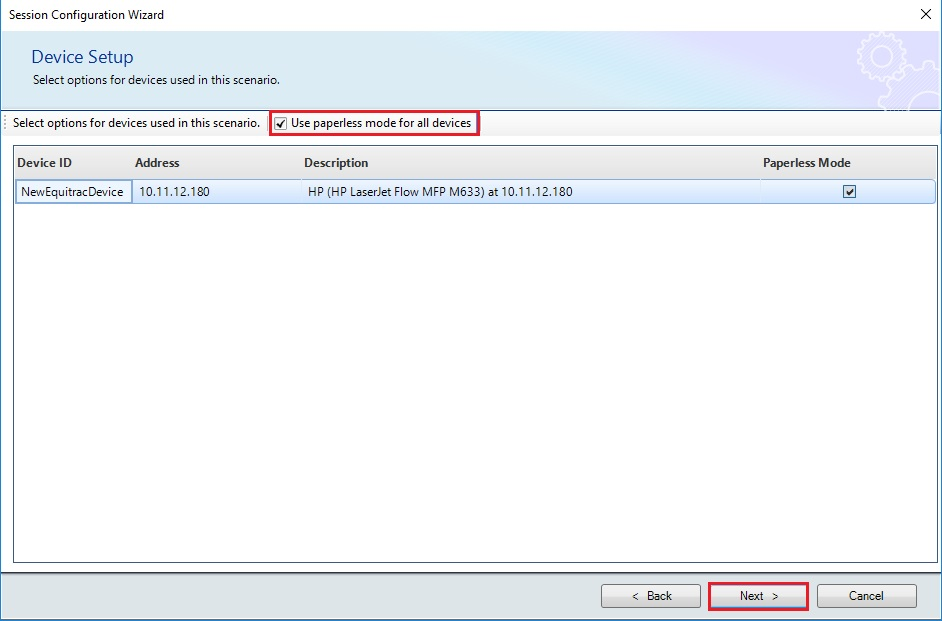 Session Configuration Wizard
Device Setup
Select options for devices used in this scenario.
Select options for devices used in this scenario. Use paperless mode for all devices
Device ID Address Description Paperless Mode
NewEquitracDevice 10.11.12.180 HP (HP LaserJet Flow MFP M633) at 10.11.12.180
< Back Next > Cancel